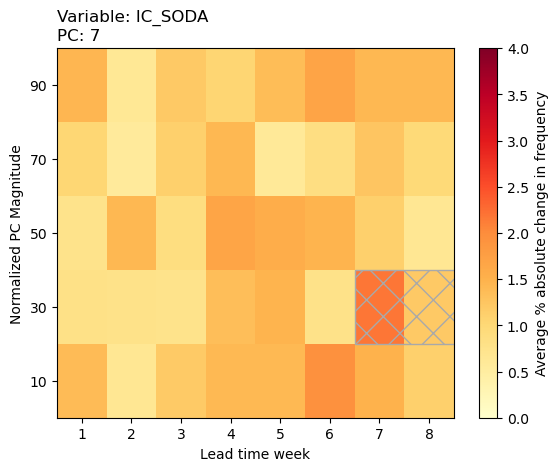 Variable: IC_SODA
PC: 7
90
70
50
30
10
Normalized PC Magnitude
1 2 3 4 5 6 7 8
Lead time week
4.0
3.5
3.0
2.5
2.0
1.5
1.0
0.5
0.0
Average % absolute change in frequency